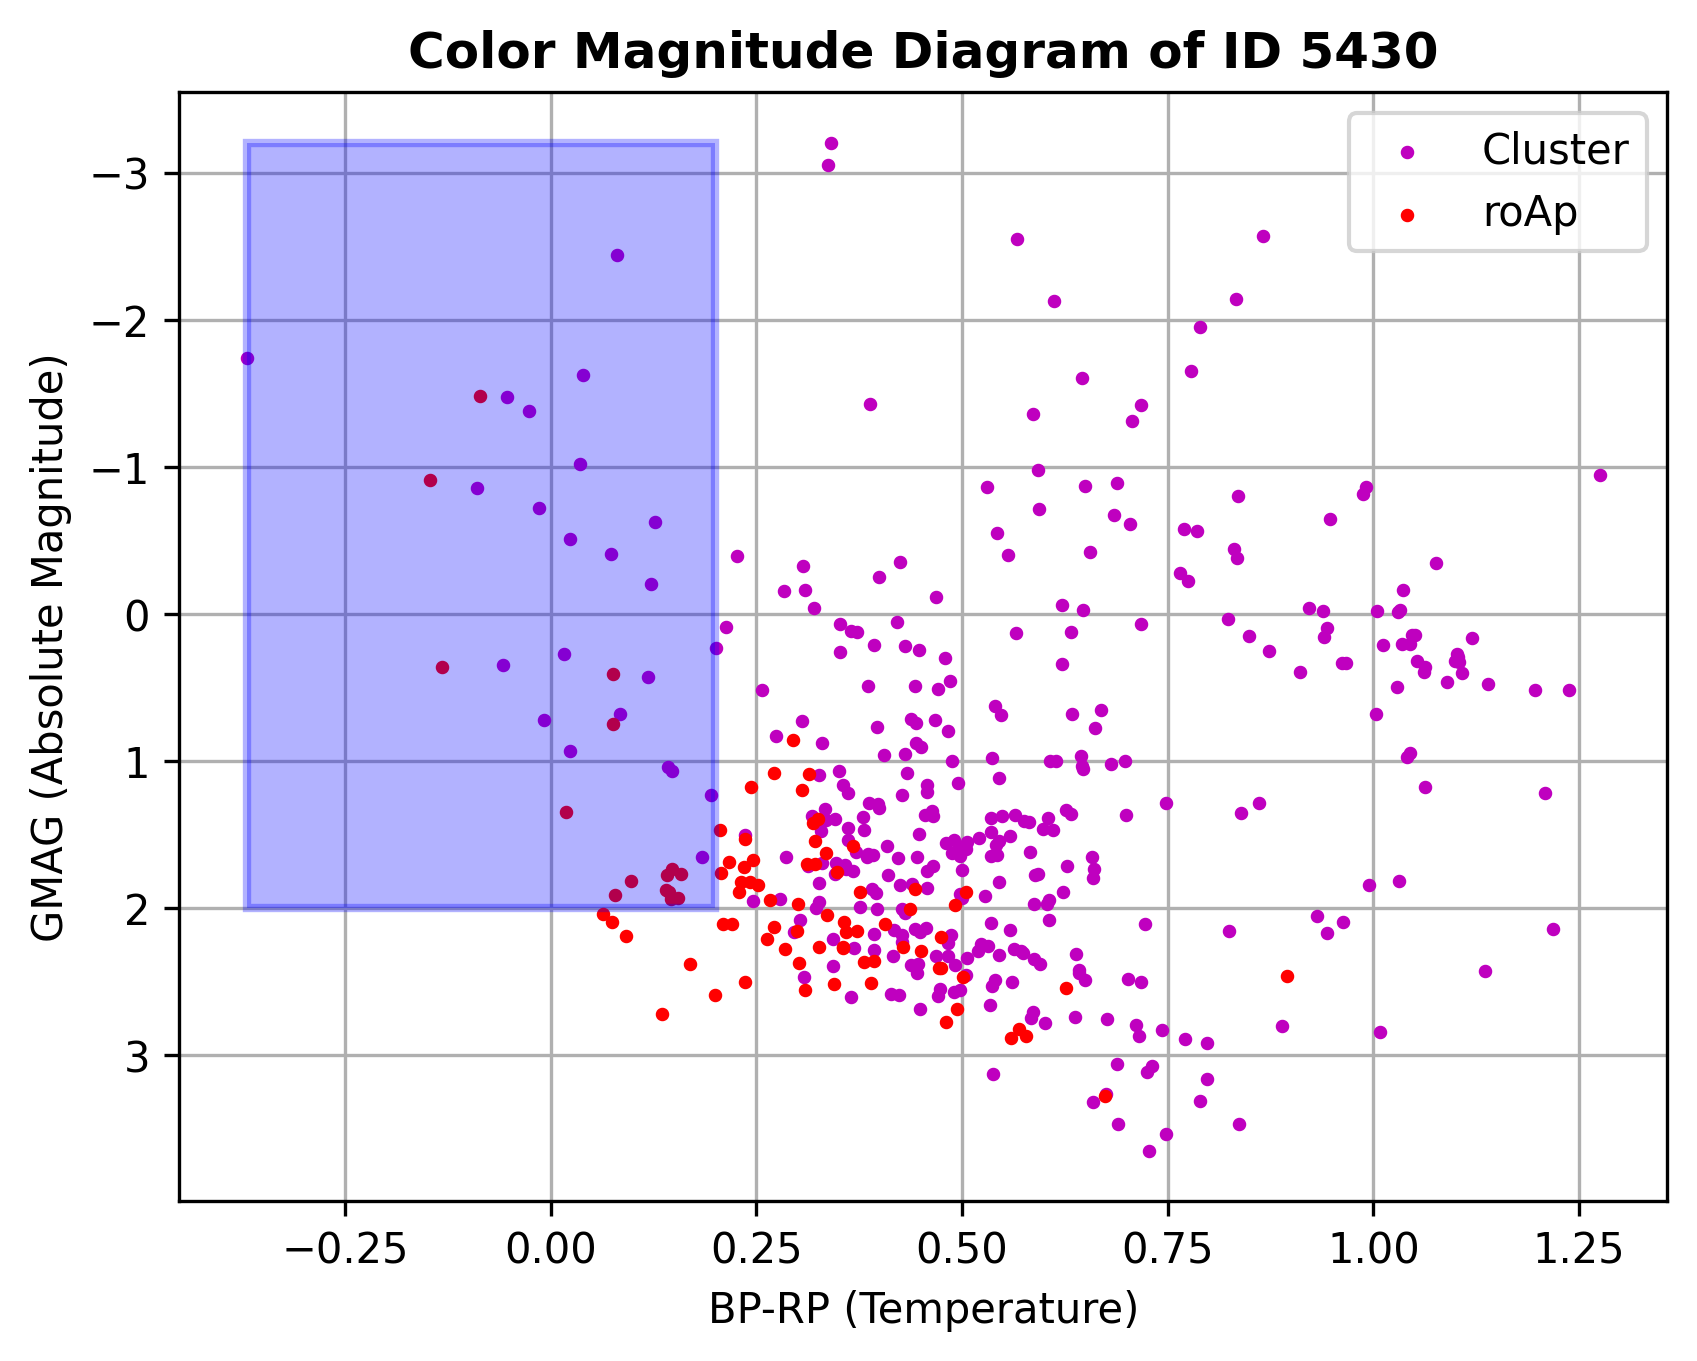 Color Magnitude Diagram of ID 5430
Cluster
roAp
−3
−2
−1
0
1
2
3
GMAG (Absolute Magnitude)
−0.25 0.00 0.25 0.50 0.75 1.00 1.25
BP-RP (Temperature)